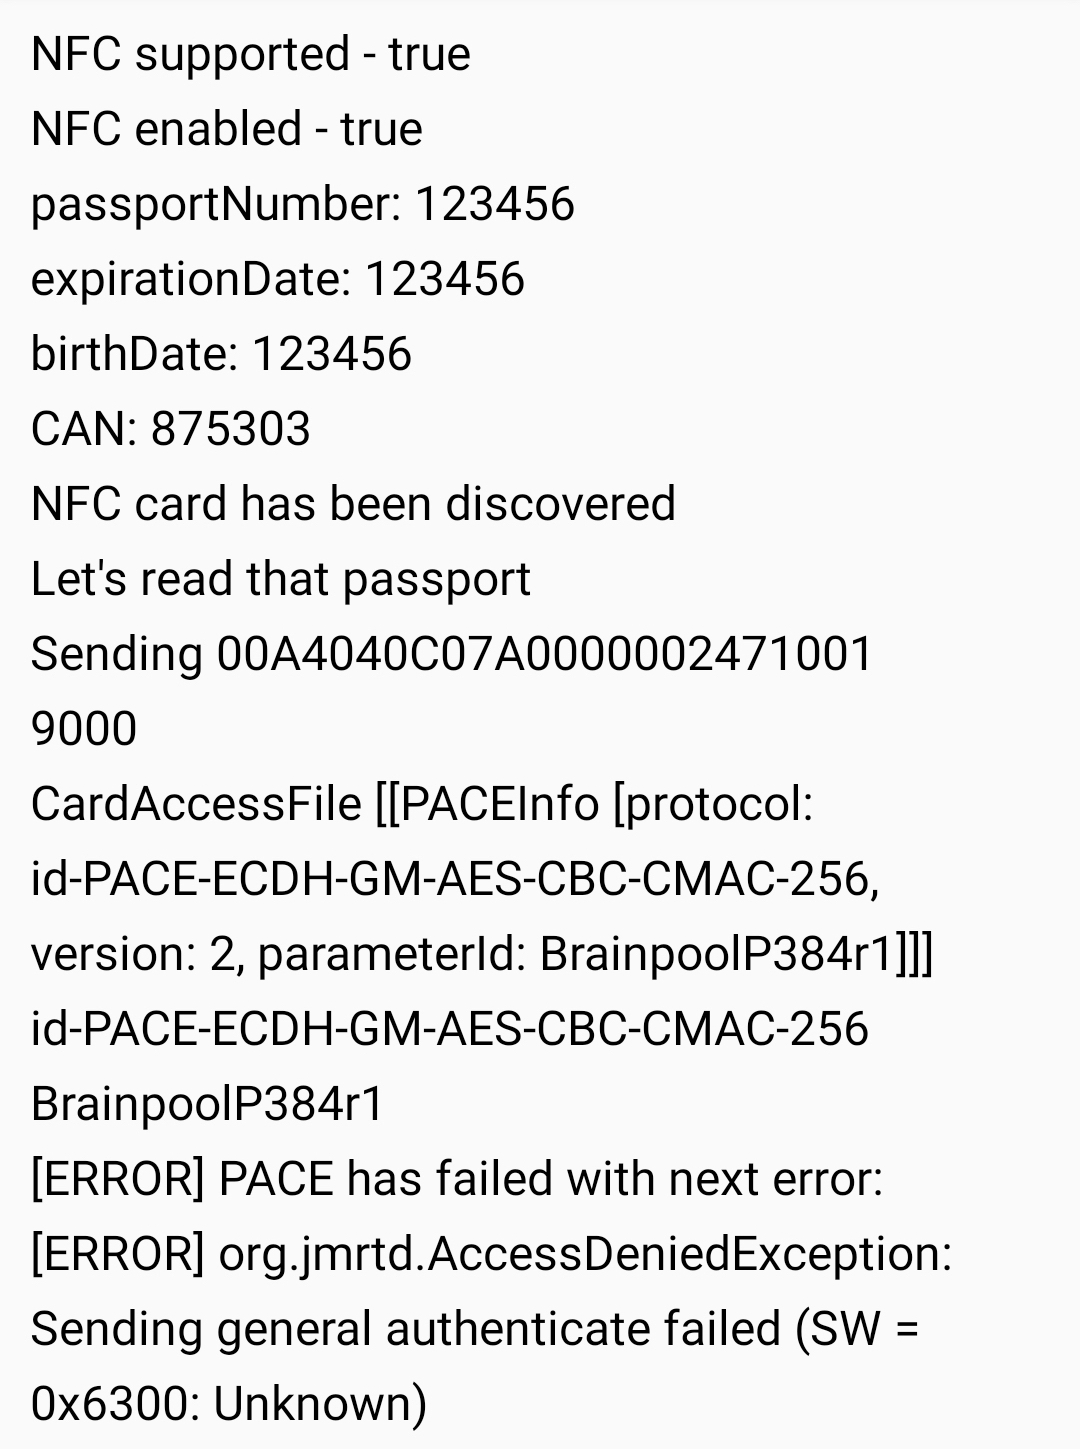 NFC supported - true
NFC enabled - true
passportNumber: 123456
expirationDate: 123456
birthDate: 123456
CAN: 875303
NFC card has been discovered
Let's read that passport
Sending 00A4040C07A0000002471001
9000
CardAccessFile [[PACEInfo [protocol:
id-PACE-ECDH-GM-AES-CBC-CMAC-256,
version: 2, parameterId: BrainpoolP384r1]]]
id-PACE-ECDH-GM-AES-CBC-CMAC-256
BrainpoolP384r1
[ERROR] PACE has failed with next error:
[ERROR] org.jmrtd.AccessDeniedException:
Sending general authenticate failed (SW =
0x6300: Unknown)